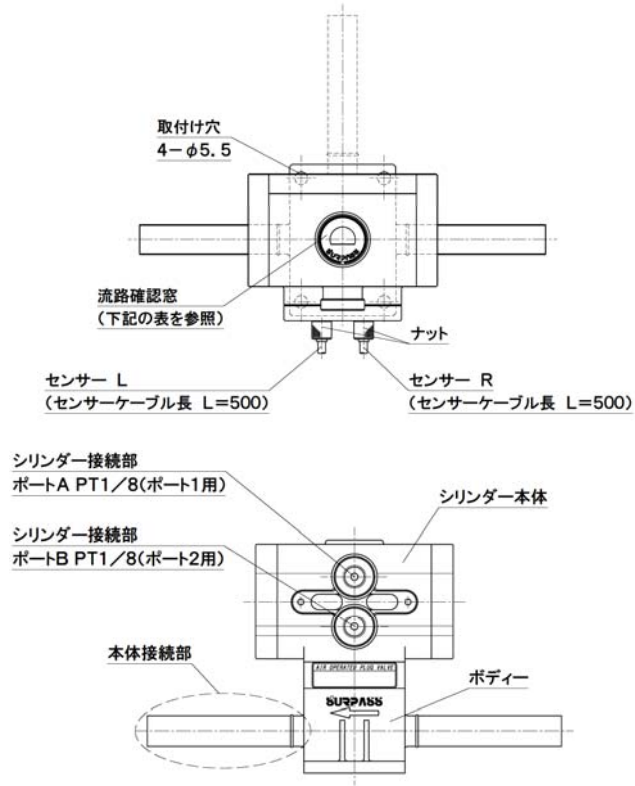 取付け穴
4－φ5.5
流路確認窓
(下記の表を参照)
SURPASS
ナット
センサー L
(センサーケーブル長 L=500)
センサー R
(センサーケーブル長 L=500)
シリンダー接続部
ポートA PT1／8(ポート1用)
シリンダー本体
シリンダー接続部
ポートB PT1／8(ポート2用)
本体接続部
AIR OPERATED PLUG VALVE
ボディー
SURPASS